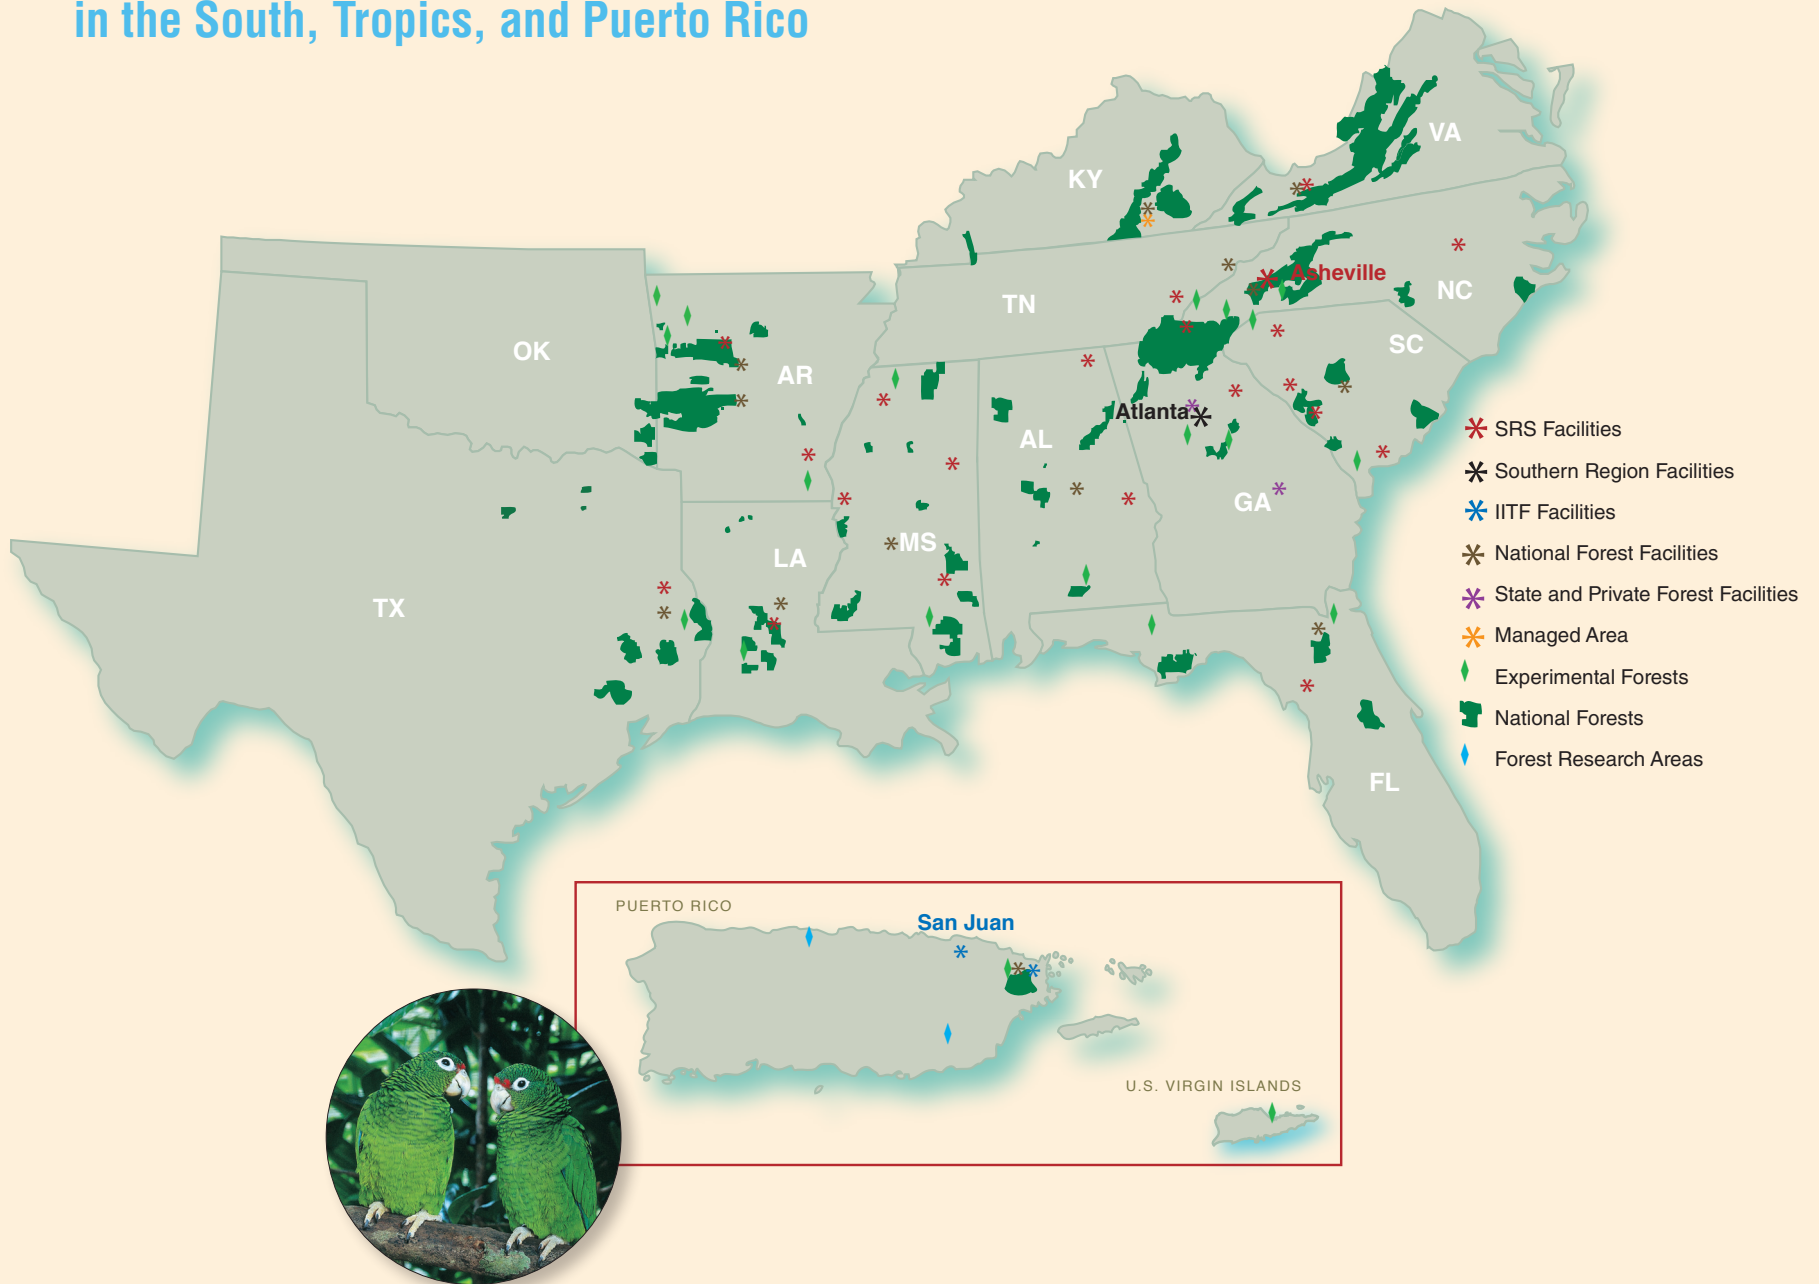 in the South, Tropics, and Puerto Rico
VA
KY
Asheville
NC
TN
SC
OK
AR
Atlanta
AL
GA
MS
LA
TX
FL
SRS Facilities
Southern Region Facilities
IITF Facilities
National Forest Facilities
State and Private Forest Facilities
Managed Area
Experimental Forests
National Forests
Forest Research Areas
PUERTO RICO
San Juan
U.S. VIRGIN ISLANDS